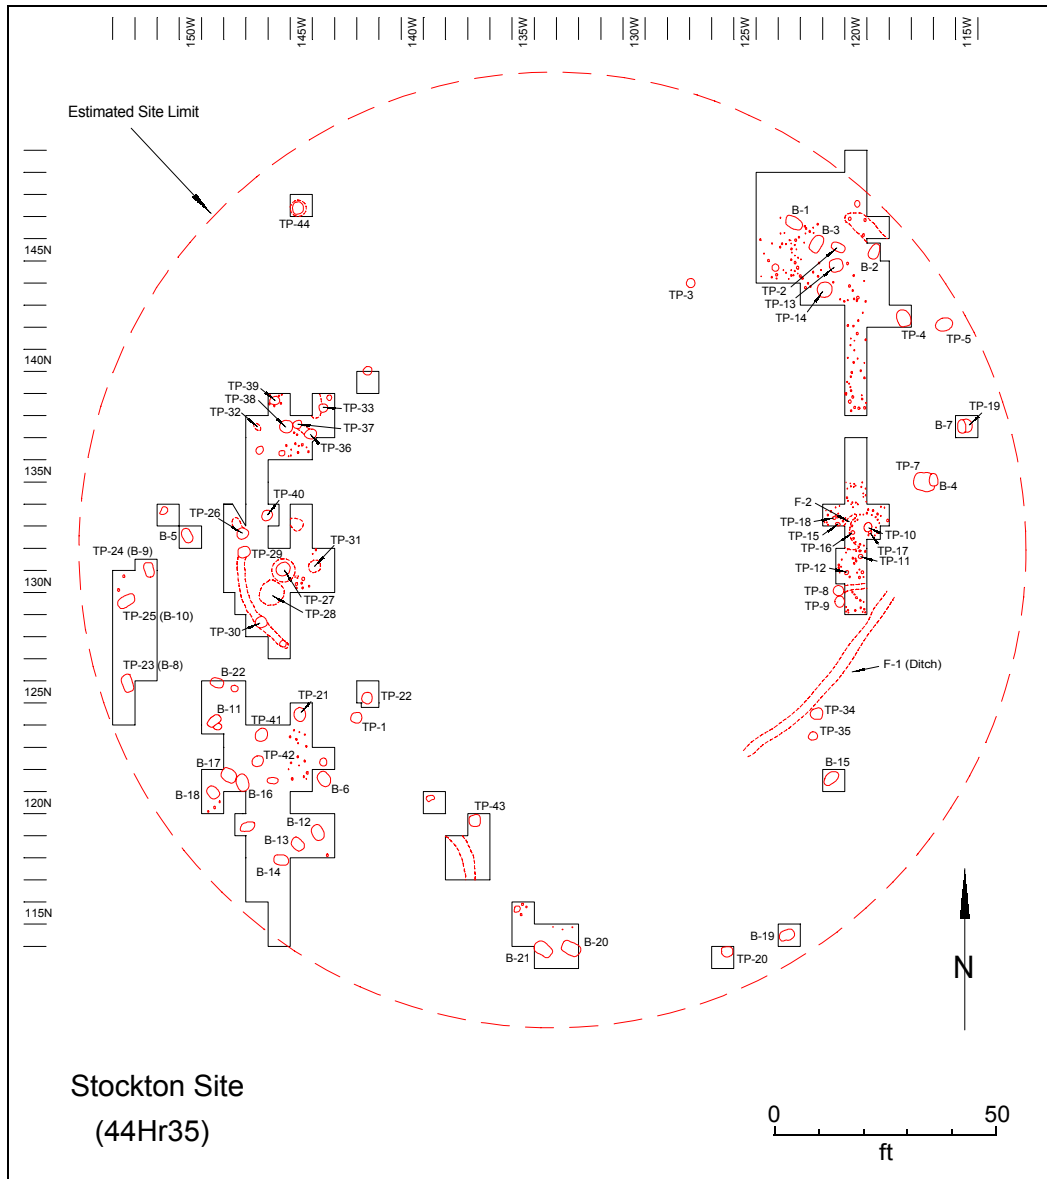 150W 145W 140W 135W 130W 125W 120W 115W
Estimated Site Limit
TP-44
B-1
B-3
145N
B-2
TP-2
TP-13
TP-3
TP-14
TP-4
TP-5
140N
TP-39
TP-38
TP-33
TP-32
TP-37
TP-36
TP-19
B-7
135N
TP-7
B-4
TP-40
TP-26
F-2
B-5
TP-18
TP-10
TP-15
TP-29
TP-31
TP-16
TP-17
TP-24 (B-9)
TP-11
TP-12
130N
TP-27
TP-8
TP-28
TP-9
TP-25 (B-10)
TP-30
TP-23 (B-8)
F-1 (Ditch)
B-22
125N
TP-21
TP-22
B-11
TP-41
TP-1
TP-34
TP-35
TP-42
B-17
B-15
B-18
B-16
B-6
120N
TP-43
B-12
B-13
B-14
115N
B-20
B-19
B-21
TP-20
N
Stockton Site
(44Hr35)
0 50
ft